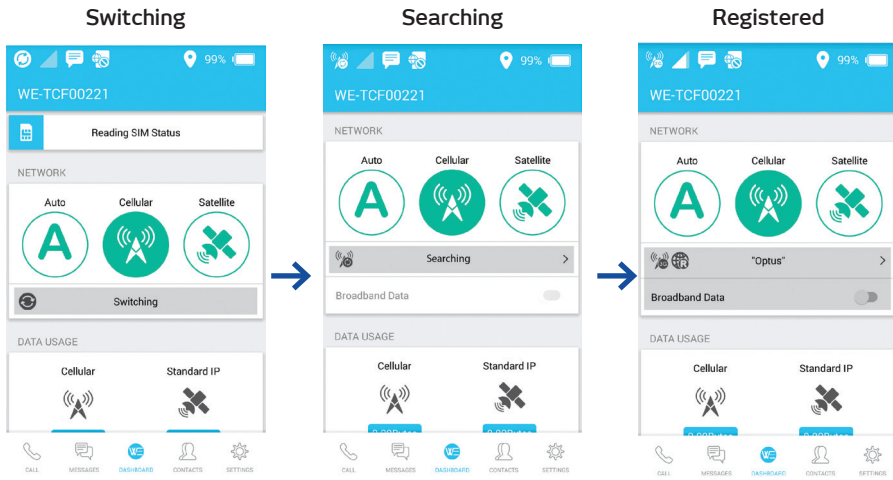 Switching
Searching
Registered
99%
WE-TCF00221
Reading SIM Status
NETWORK
Auto Cellular Satellite
A
Switching
DATA USAGE
Cellular Standard IP
CALL MESSAGES DASHBOARD CONTACTS SETTINGS
99%
WE-TCF00221
NETWORK
Auto Cellular Satellite
A
Searching
Broadband Data
DATA USAGE
Cellular Standard IP
CALL MESSAGES DASHBOARD CONTACTS SETTINGS
99%
WE-TCF00221
NETWORK
Auto Cellular Satellite
A
"Optus"
Broadband Data
DATA USAGE
Cellular Standard IP
CALL MESSAGES DASHBOARD CONTACTS SETTINGS